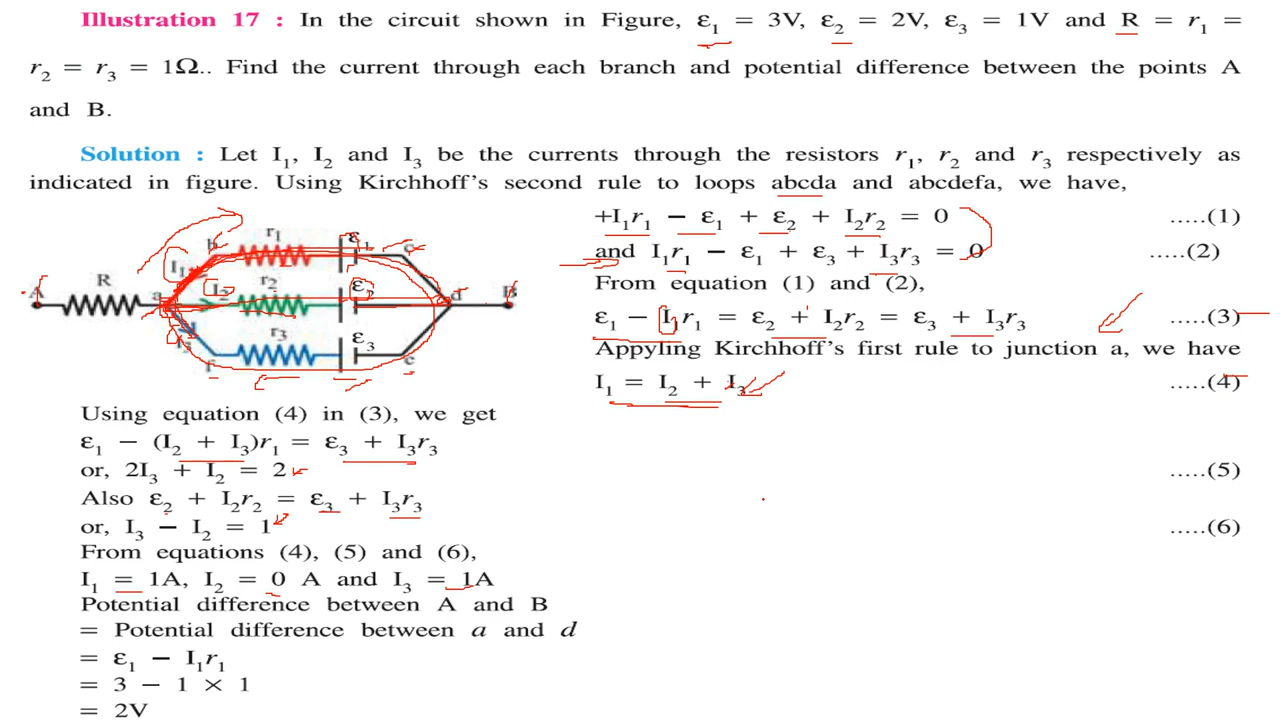 Illustration 17 : In the circuit shown in Figure, ε₁ = 3V, ε₂ = 2V, ε₃ = 1V and R = r₁ =
r₂ = r₃ = 1Ω.. Find the current through each branch and potential difference between the points A
and B.
Solution : Let I₁, I₂ and I₃ be the currents through the resistors r₁, r₂ and r₃ respectively as
indicated in figure. Using Kirchhoff's second rule to loops abcda and abcdefa, we have,
A
R
a
b
I₁
r₁
ε₁
c
I₂
r₂
ε₂
d
B
I₃
r₃
ε₃
f
e
+I₁r₁ − ε₁ + ε₂ + I₂r₂ = 0 .....(1)
and I₁r₁ − ε₁ + ε₃ + I₃r₃ = 0 .....(2)
From equation (1) and (2),
ε₁ − I₁r₁ = ε₂ + I₂r₂ = ε₃ + I₃r₃ .....(3)
Appyling Kirchhoff's first rule to junction a, we have
I₁ = I₂ + I₃ .....(4)
Using equation (4) in (3), we get
ε₁ − (I₂ + I₃)r₁ = ε₃ + I₃r₃
or, 2I₃ + I₂ = 2 .....(5)
Also ε₂ + I₂r₂ = ε₃ + I₃r₃
or, I₃ − I₂ = 1 .....(6)
From equations (4), (5) and (6),
I₁ = 1A, I₂ = 0 A and I₃ = 1A
Potential difference between A and B
= Potential difference between a and d
= ε₁ − I₁r₁
= 3 − 1 × 1
= 2V